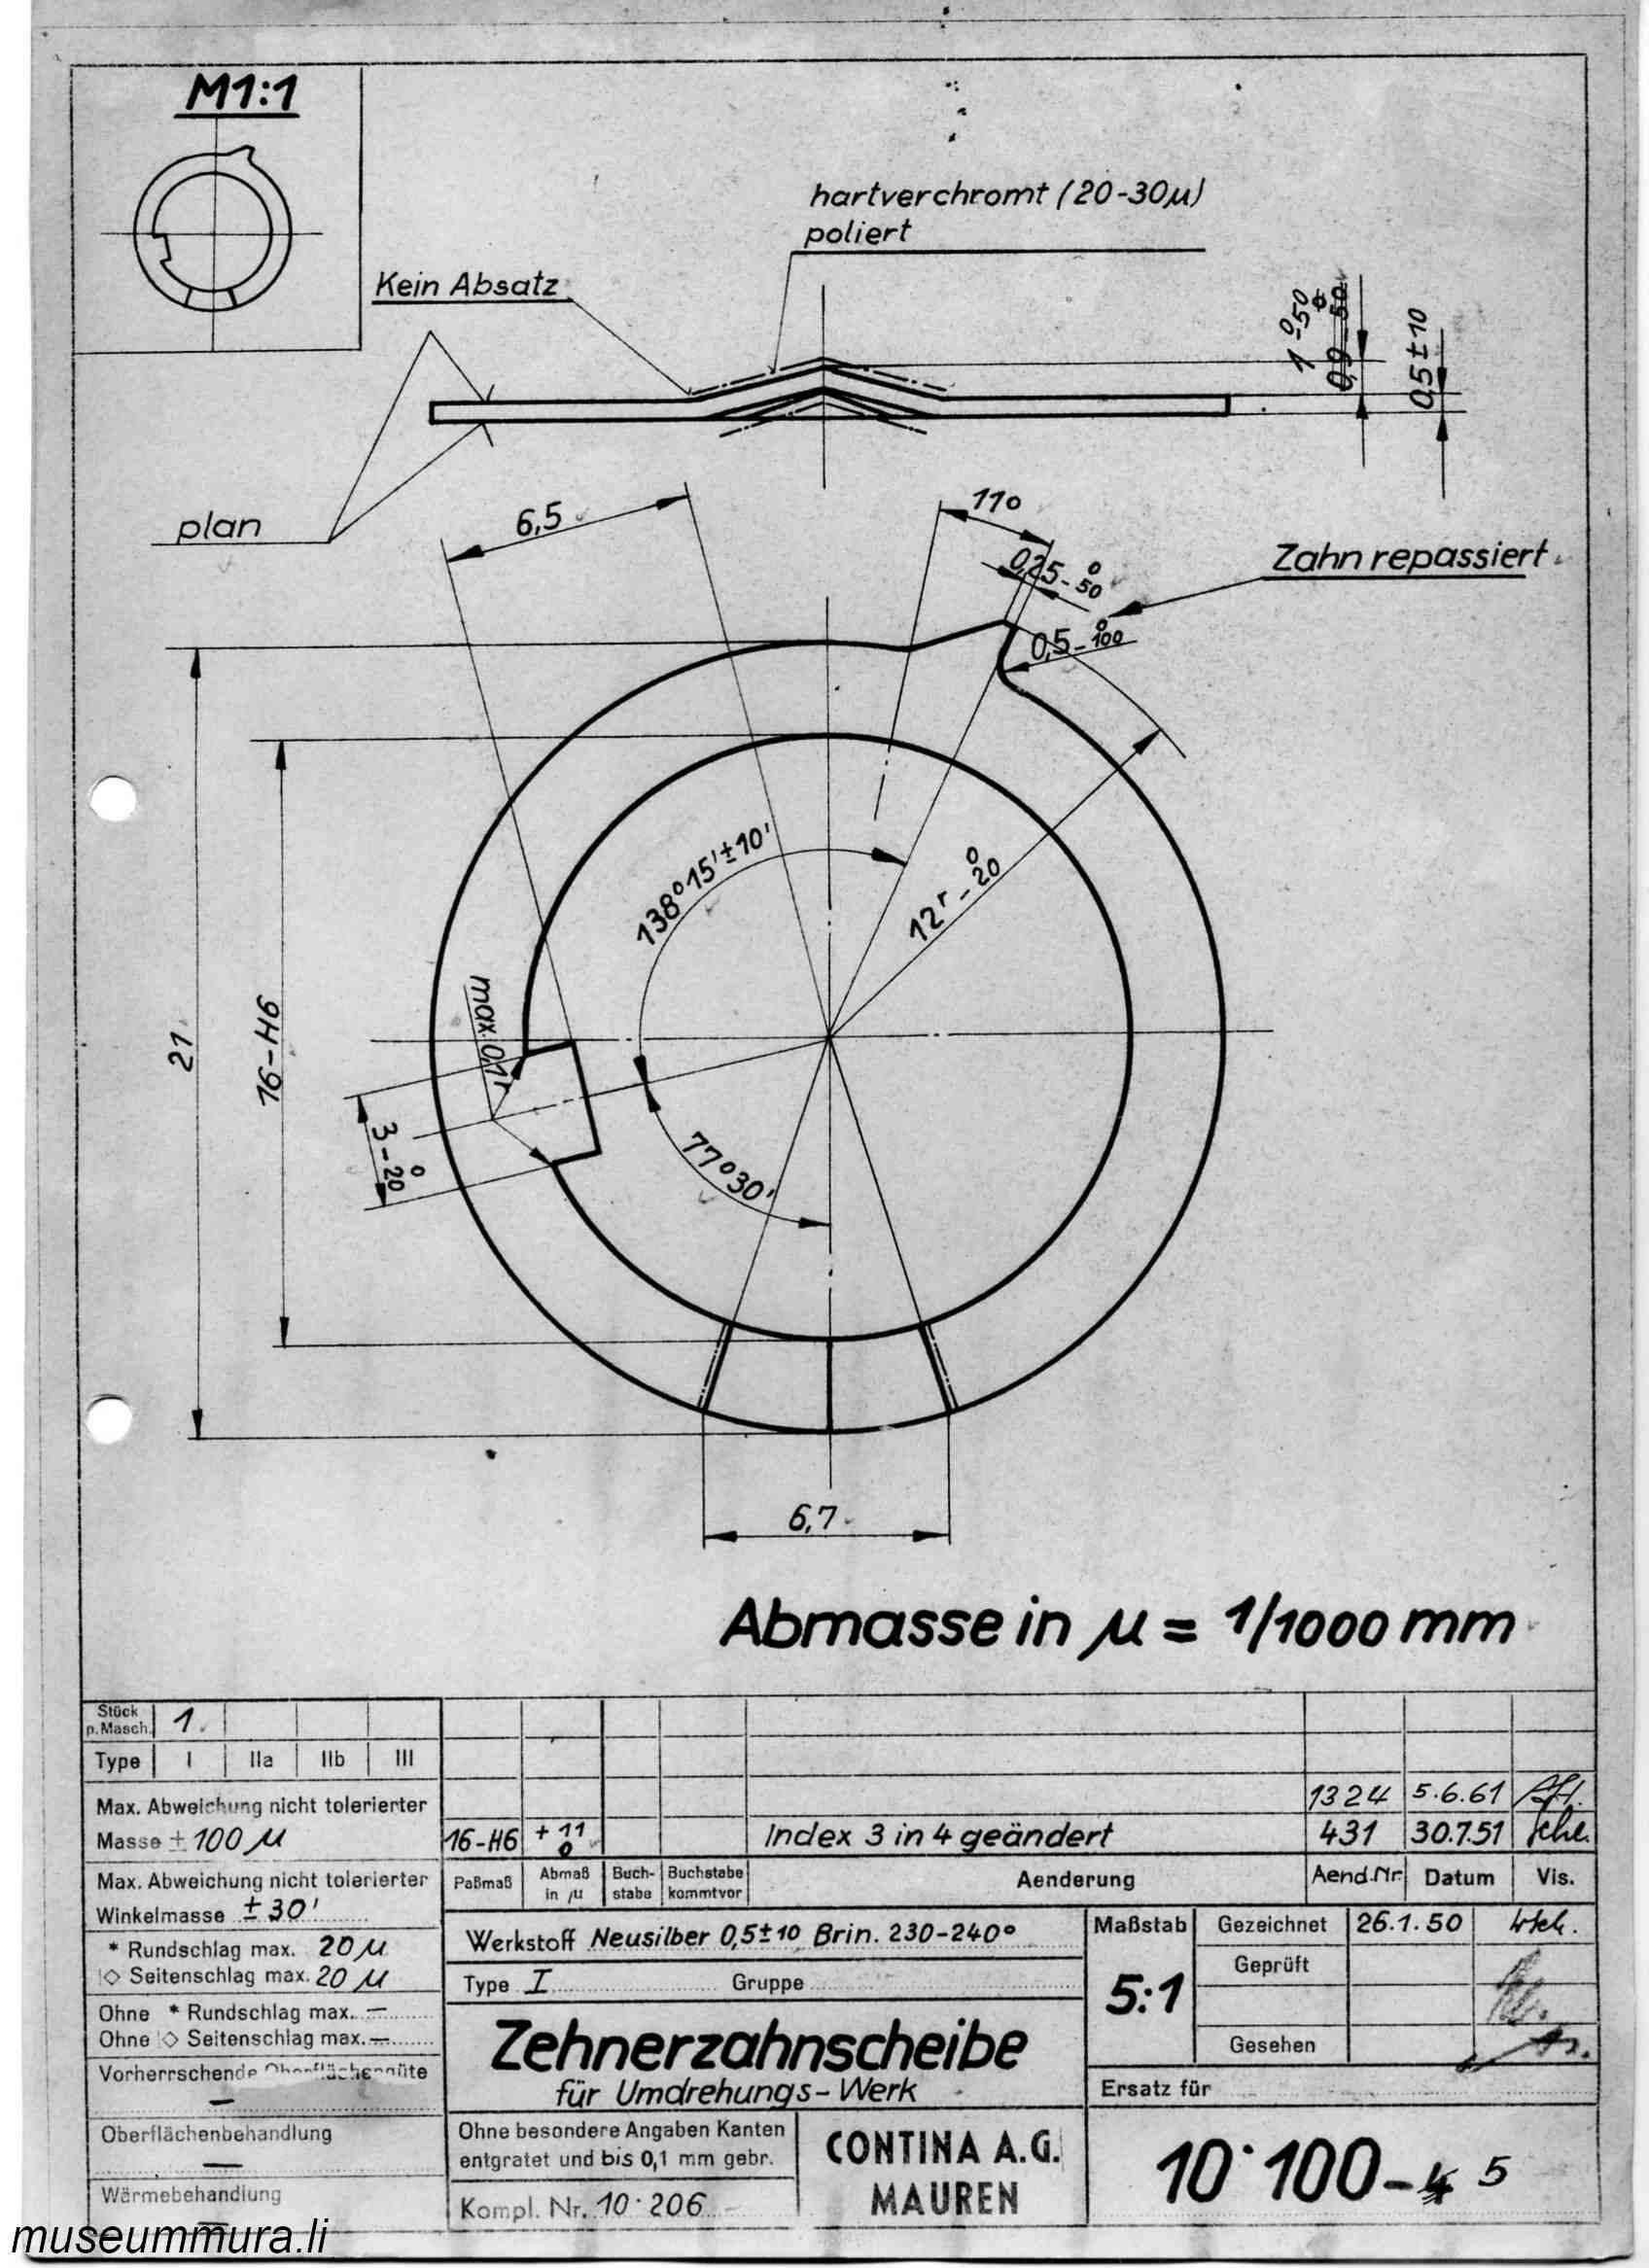 M1:1
hartverchromt (20-30µ)
poliert
Kein Absatz
1 0 -50
0,9 0 -50
0,5±10
plan
6,5
11°
0,25 0 -50
Zahn repassiert
0,5 0 -100
138°15'±10'
12r 0 -20
max. 0,1r
21
16-H6
3 0 -20
77°30'
6,7
Abmasse in µ = 1/1000 mm
Stück
p. Masch. 1
Type I IIa IIb III
Max. Abweichung nicht tolerierter
Masse ± 100 µ
Max. Abweichung nicht tolerierter
Winkelmasse ± 30'
* Rundschlag max. 20 µ
◇ Seitenschlag max. 20 µ
Ohne * Rundschlag max. —
Ohne ◇ Seitenschlag max. —
Vorherrschende Oberflächengüte
—
Oberflächenbehandlung
—
Wärmebehandlung
—
1324 5.6.61
16-H6 +11 0 Index 3 in 4 geändert 431 30.7.51 Sche.
Paßmaß Abmaß in µ Buch-stabe Buchstabe kommt vor Aenderung Aend.Nr. Datum Vis.
Werkstoff Neusilber 0,5±10 Brin. 230-240°
Type I Gruppe
Zehnerzahnscheibe
für Umdrehungs-Werk
Ohne besondere Angaben Kanten
entgratet und bis 0,1 mm gebr.
Kompl. Nr. 10·206
CONTINA A.G.
MAUREN
Maßstab
5:1
Gezeichnet 26.1.50
Geprüft
Gesehen
Ersatz für
10·100-4 5
museummura.li